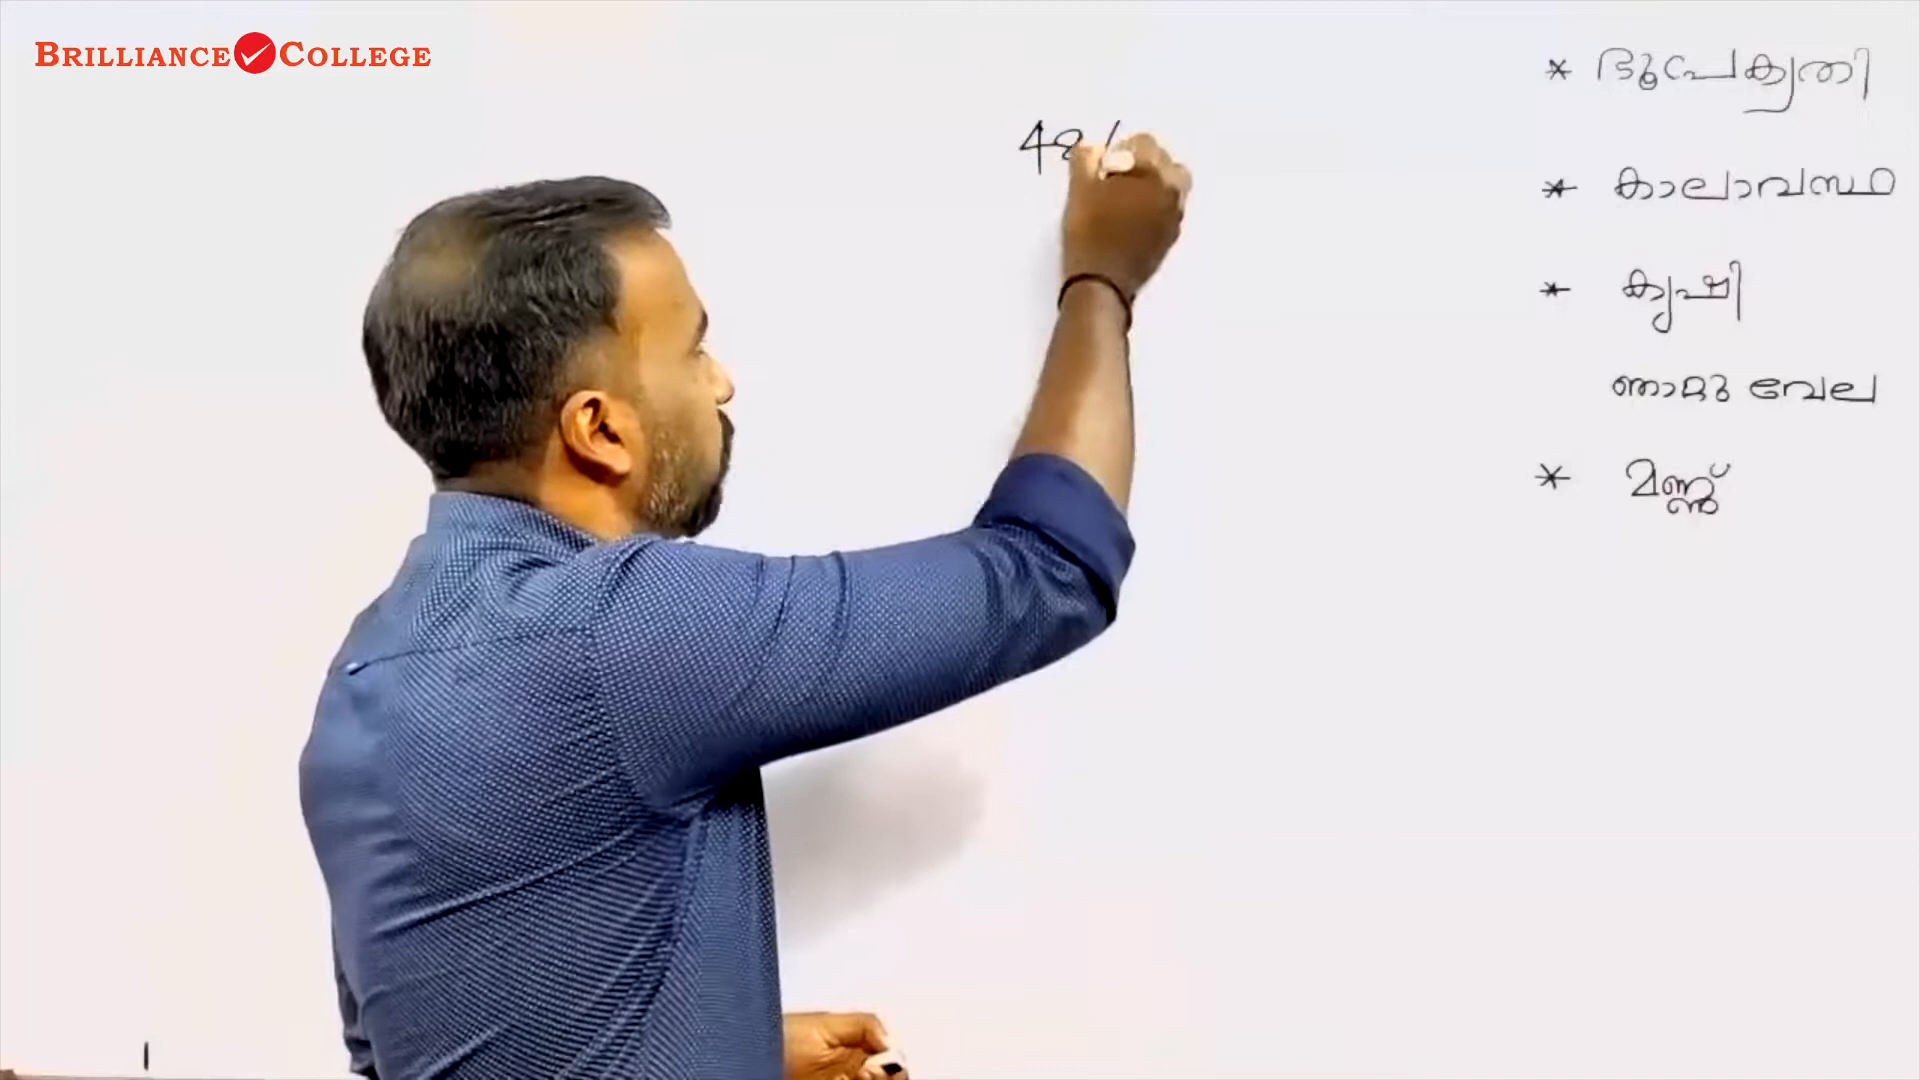 BRILLIANCE COLLEGE
48/
* ഭൂപ്രകൃതി
* കാലാവസ്ഥ
* കൃഷി
ഞാറ്റു വേല
* മണ്ണ്